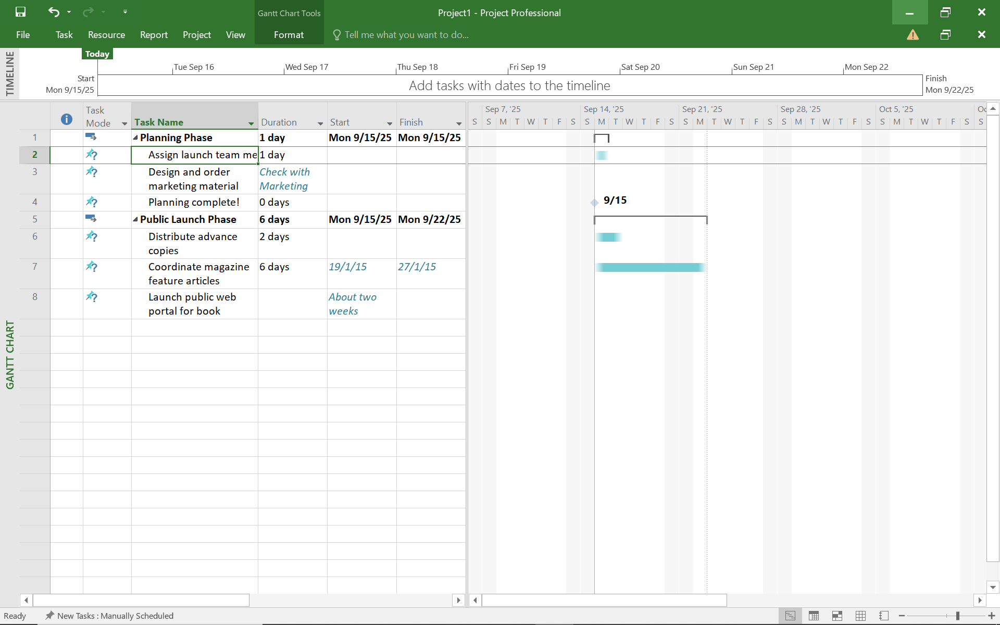 Gantt Chart Tools
Project1 - Project Professional
File Task Resource Report Project View Format Tell me what you want to do...
TIMELINE
Today
Tue Sep 16 Wed Sep 17 Thu Sep 18 Fri Sep 19 Sat Sep 20 Sun Sep 21 Mon Sep 22
Start
Mon 9/15/25
Add tasks with dates to the timeline
Finish
Mon 9/22/25
GANTT CHART
Task Mode Task Name Duration Start Finish
Sep 7, '25 Sep 14, '25 Sep 21, '25 Sep 28, '25 Oct 5, '25 Oc
S S M T W T F S S M T W T F S S M T W T F S S M T W T F S S M T W T F S S
1 Planning Phase 1 day Mon 9/15/25 Mon 9/15/25
2 Assign launch team me 1 day
3 Design and order Check with
marketing material Marketing
4 Planning complete! 0 days 9/15
5 Public Launch Phase 6 days Mon 9/15/25 Mon 9/22/25
6 Distribute advance 2 days
copies
7 Coordinate magazine 6 days 19/1/15 27/1/15
feature articles
8 Launch public web About two
portal for book weeks
Ready New Tasks : Manually Scheduled